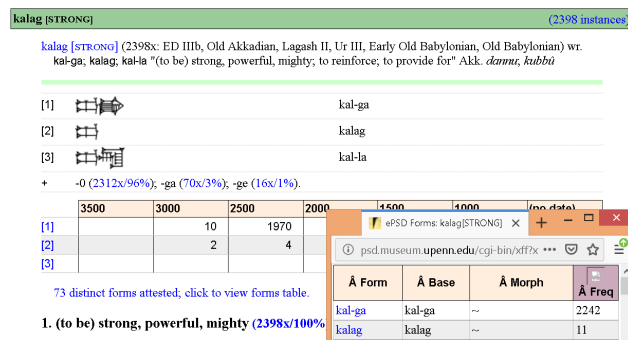 kalag [STRONG] (2398 instances)
kalag [STRONG] (2398x: ED IIIb, Old Akkadian, Lagash II, Ur III, Early Old Babylonian, Old Babylonian) wr.
kal-ga; kalag; kal-la "(to be) strong, powerful, mighty; to reinforce; to provide for" Akk. dannu, kubbû
[1] kal-ga
[2] kalag
[3] kal-la
+ -0 (2312x/96%); -ga (70x/3%); -ge (16x/1%).
3500 3000 2500 2000 1500 1000 (no date)
[1] 10 1970
[2] 2 4
[3]
73 distinct forms attested; click to view forms table.
1. (to be) strong, powerful, mighty (2398x/100%
ePSD Forms: kalag[STRONG]
psd.museum.upenn.edu/cgi-bin/xff?x
Â Form Â Base Â Morph Â Freq
kal-ga kal-ga ~ 2242
kalag kalag ~ 11